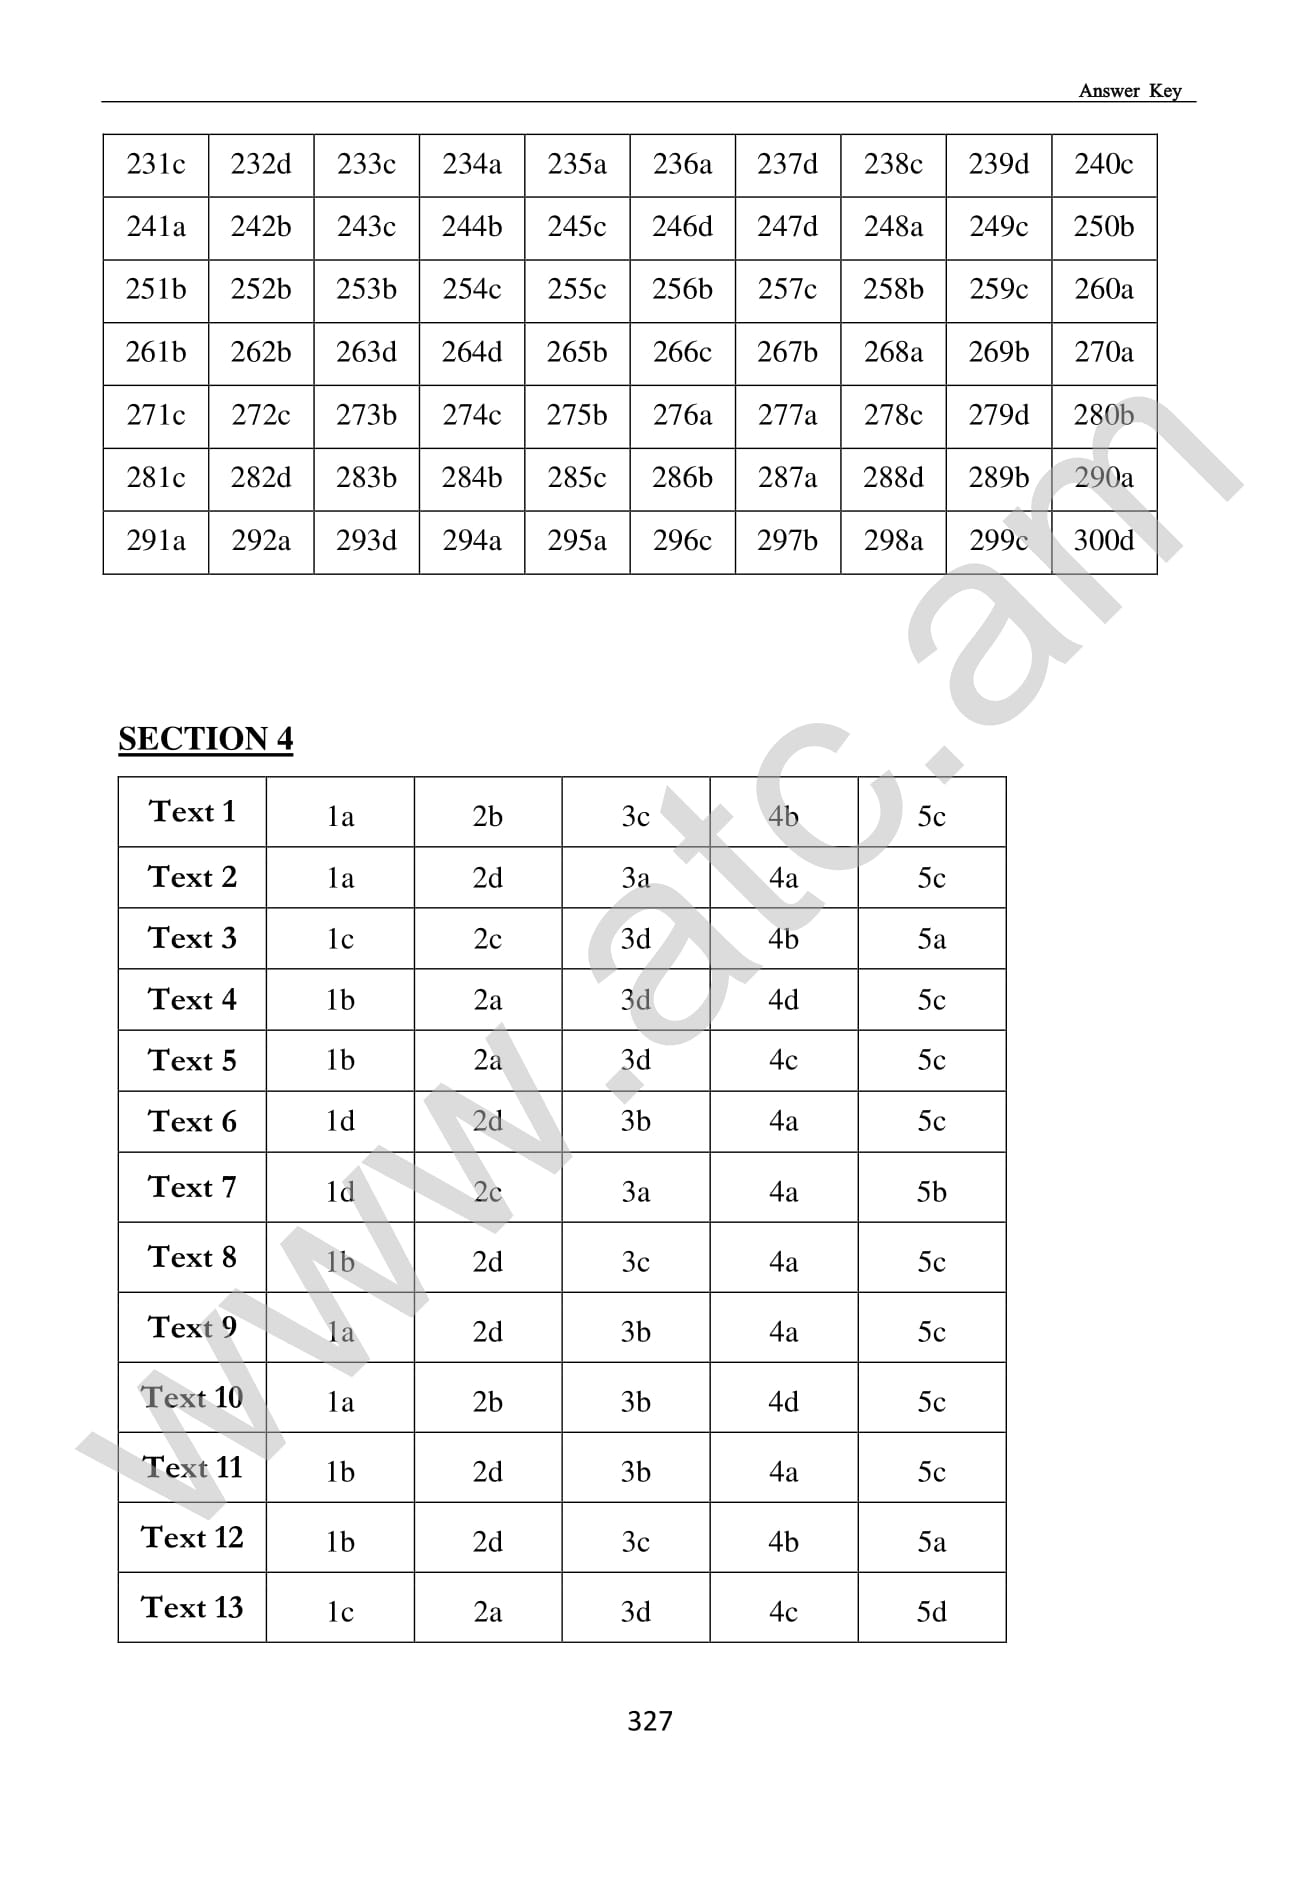 Answer Key
231c 232d 233c 234a 235a 236a 237d 238c 239d 240c
241a 242b 243c 244b 245c 246d 247d 248a 249c 250b
251b 252b 253b 254c 255c 256b 257c 258b 259c 260a
261b 262b 263d 264d 265b 266c 267b 268a 269b 270a
271c 272c 273b 274c 275b 276a 277a 278c 279d 280b
281c 282d 283b 284b 285c 286b 287a 288d 289b 290a
291a 292a 293d 294a 295a 296c 297b 298a 299c 300d
SECTION 4
Text 1 1a 2b 3c 4b 5c
Text 2 1a 2d 3a 4a 5c
Text 3 1c 2c 3d 4b 5a
Text 4 1b 2a 3d 4d 5c
Text 5 1b 2a 3d 4c 5c
Text 6 1d 2d 3b 4a 5c
Text 7 1d 2c 3a 4a 5b
Text 8 1b 2d 3c 4a 5c
Text 9 1a 2d 3b 4a 5c
Text 10 1a 2b 3b 4d 5c
Text 11 1b 2d 3b 4a 5c
Text 12 1b 2d 3c 4b 5a
Text 13 1c 2a 3d 4c 5d
www.atc.am
327